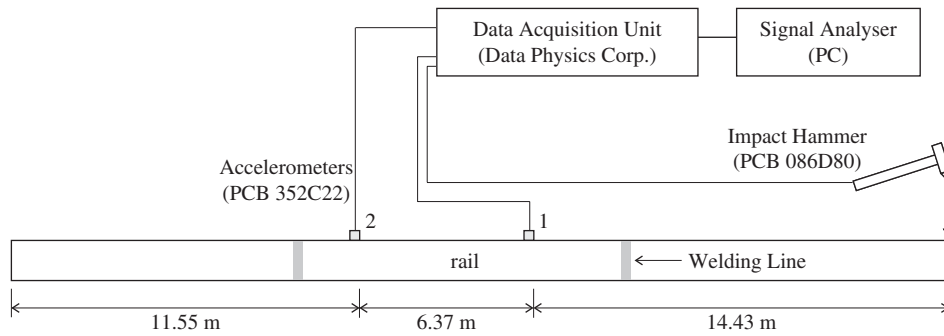 Data Acquisition Unit
(Data Physics Corp.)
Signal Analyser
(PC)
Impact Hammer
(PCB 086D80)
Accelerometers
(PCB 352C22)
2
1
rail
Welding Line
11.55 m
6.37 m
14.43 m